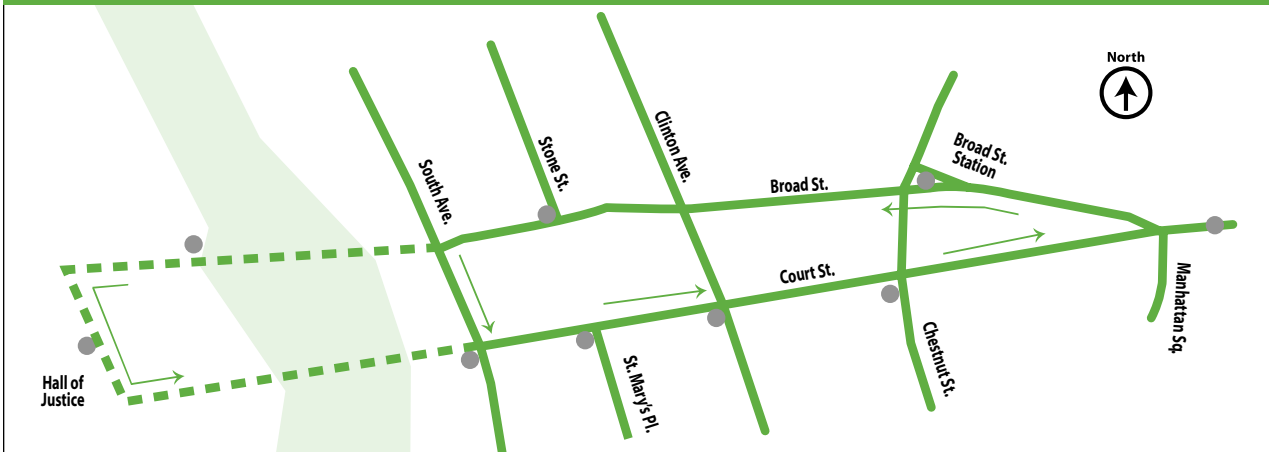 North
Broad St.
Station
Clinton Ave.
Stone St.
South Ave.
Broad St.
Court St.
Manhattan Sq.
Chestnut St.
St. Mary's Pl.
Hall of
Justice